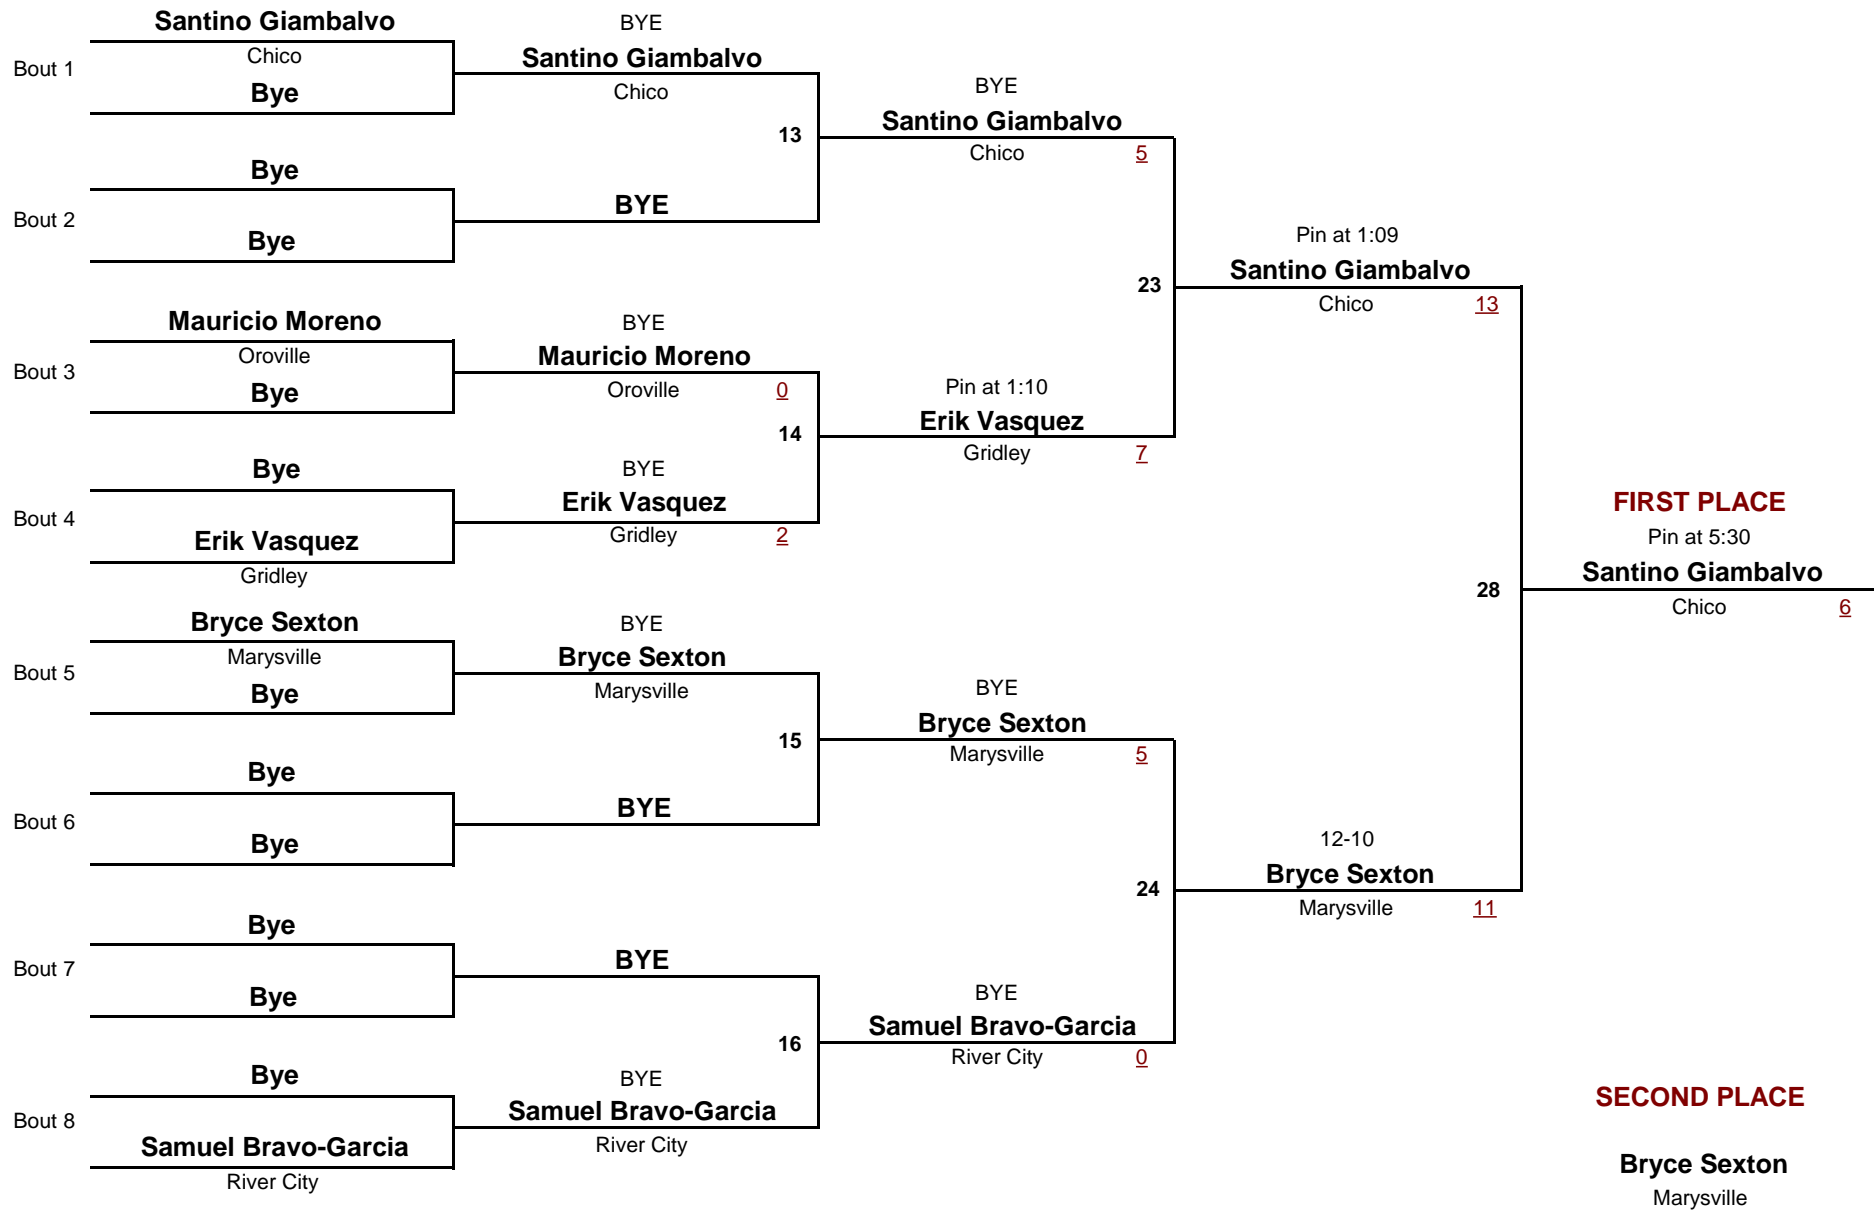 Santino Giambalvo
Chico
Bout 1
Bye
Bye
Bout 2
Bye
Mauricio Moreno
Oroville
Bout 3
Bye
Bye
Bout 4
Erik Vasquez
Gridley
Bryce Sexton
Marysville
Bout 5
Bye
Bye
Bout 6
Bye
Bye
Bout 7
Bye
Bye
Bout 8
Samuel Bravo-Garcia
River City
BYE
Santino Giambalvo
Chico
13
BYE
BYE
Mauricio Moreno
Oroville 0
14
BYE
Erik Vasquez
Gridley 2
BYE
Bryce Sexton
Marysville
15
BYE
BYE
16
BYE
Samuel Bravo-Garcia
River City
BYE
Santino Giambalvo
Chico 5
23
Pin at 1:10
Erik Vasquez
Gridley 7
BYE
Bryce Sexton
Marysville 5
24
BYE
Samuel Bravo-Garcia
River City 0
Pin at 1:09
Santino Giambalvo
Chico 13
28
12-10
Bryce Sexton
Marysville 11
FIRST PLACE
Pin at 5:30
Santino Giambalvo
Chico 6
SECOND PLACE
Bryce Sexton
Marysville